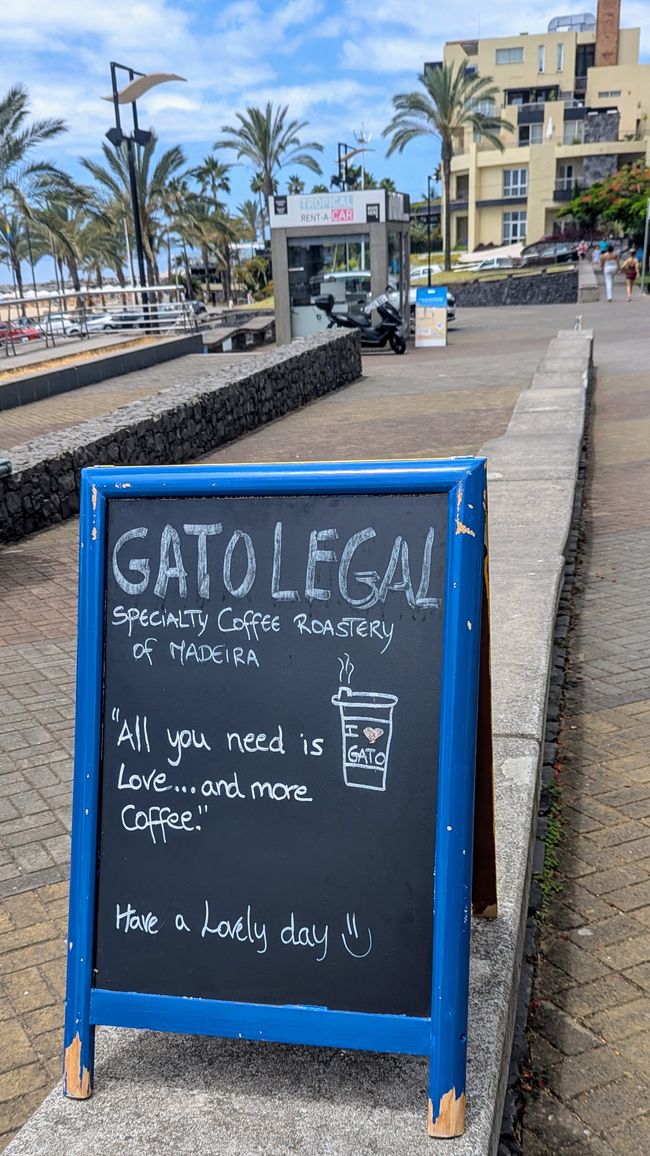 TROPICAL
RENT-A-CAR
GATO LEGAL
SPECIALTY COFFEE ROASTERY
OF MADEIRA
I ♥
GATO
"All you need is
Love...and more
Coffee."
Have a Lovely day